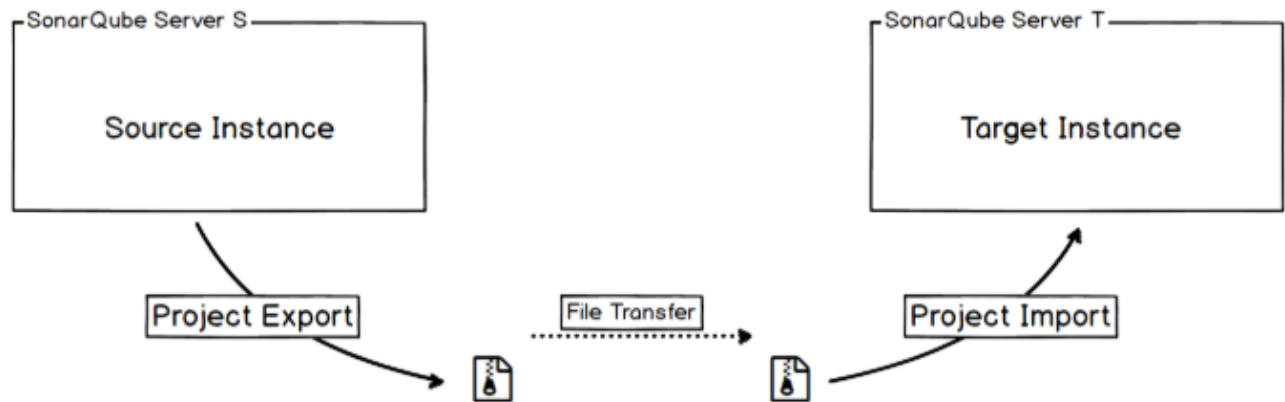 SonarQube Server S
SonarQube Server T
Source Instance
Target Instance
Project Export
File Transfer
Project Import